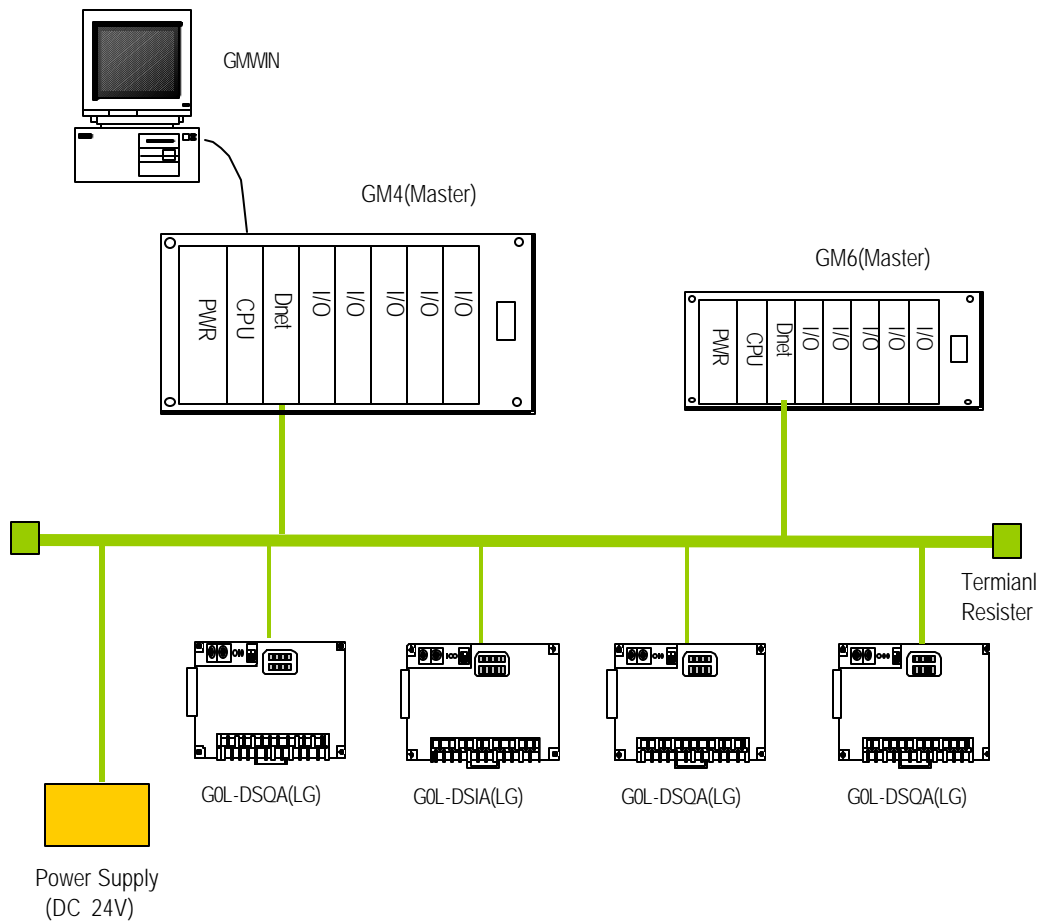 GMWIN
GM4(Master)
GM6(Master)
PWR
CPU
Dnet
I/O
I/O
I/O
I/O
I/O
PWR
CPU
Dnet
I/O
I/O
I/O
I/O
I/O
Termianl
Resister
G0L-DSQA(LG)
G0L-DSIA(LG)
G0L-DSQA(LG)
G0L-DSQA(LG)
Power Supply
(DC 24V)